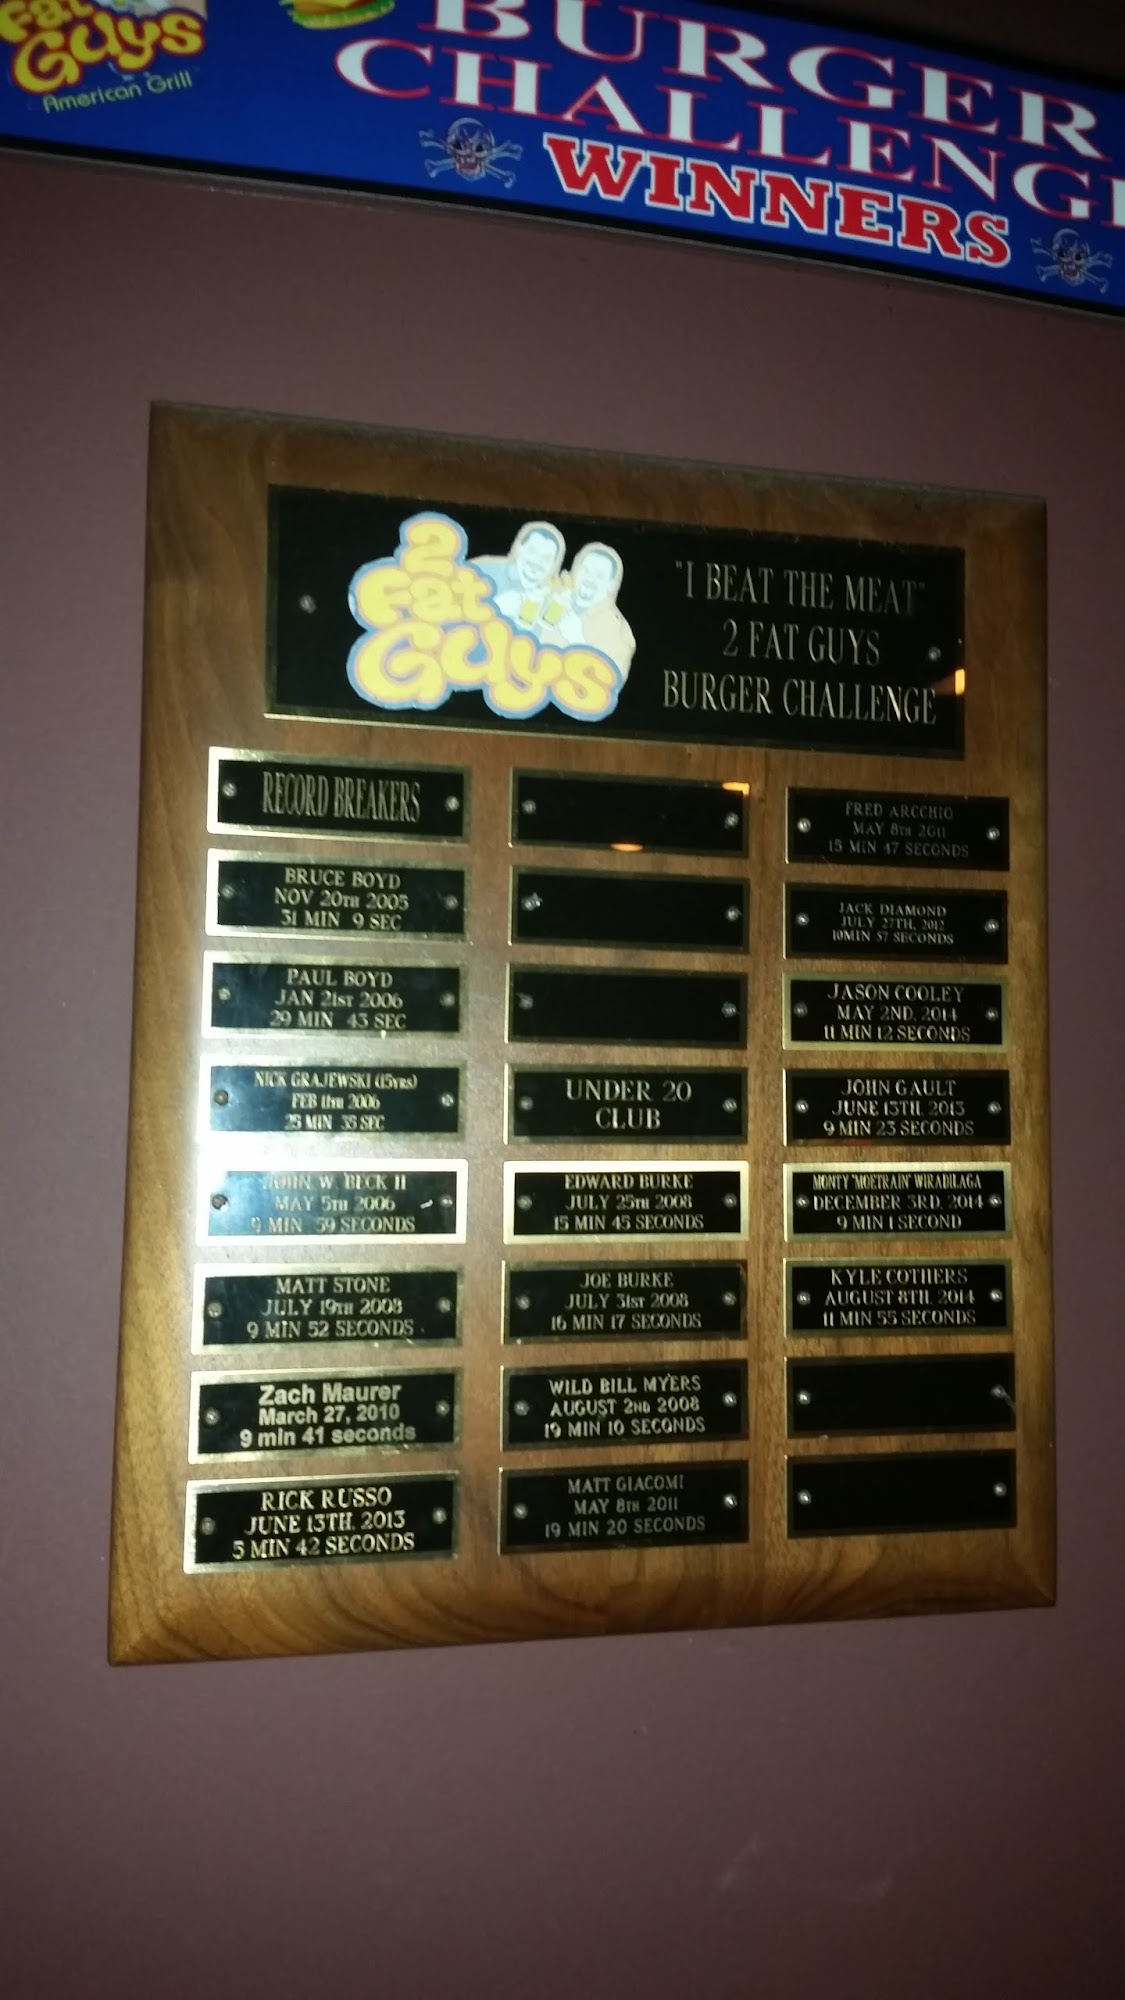 Fat
Guys
American Grill
BURGER
CHALLENGE
WINNERS
2
Fat
Guys
"I BEAT THE MEAT"
2 FAT GUYS
BURGER CHALLENGE
RECORD BREAKERS
BRUCE BOYD
NOV 20TH 2005
31 MIN 9 SEC
PAUL BOYD
JAN 21ST 2006
29 MIN 43 SEC
NICK GRAJEWSKI (15YRS)
FEB 11TH 2006
25 MIN 35 SEC
JOHN W. BECK II
MAY 5TH 2006
9 MIN 59 SECONDS
MATT STONE
JULY 19TH 2008
9 MIN 52 SECONDS
Zach Maurer
March 27, 2010
9 min 41 seconds
RICK RUSSO
JUNE 13TH, 2013
5 MIN 42 SECONDS
UNDER 20
CLUB
EDWARD BURKE
JULY 25TH 2008
15 MIN 45 SECONDS
JOE BURKE
JULY 31ST 2008
16 MIN 17 SECONDS
WILD BILL MYERS
AUGUST 2ND 2008
19 MIN 10 SECONDS
MATT GIACOMI
MAY 8TH 2011
19 MIN 20 SECONDS
FRED ARCCHIO
MAY 8TH 2011
15 MIN 47 SECONDS
JACK DIAMOND
JULY 27TH, 2012
10MIN 57 SECONDS
JASON COOLEY
MAY 2ND, 2014
11 MIN 12 SECONDS
JOHN GAULT
JUNE 13TH, 2013
9 MIN 23 SECONDS
MONTY "MOETRAIN" WIRADILAGA
DECEMBER 3RD, 2014
9 MIN 1 SECOND
KYLE COTHERS
AUGUST 8TH, 2014
11 MIN 55 SECONDS